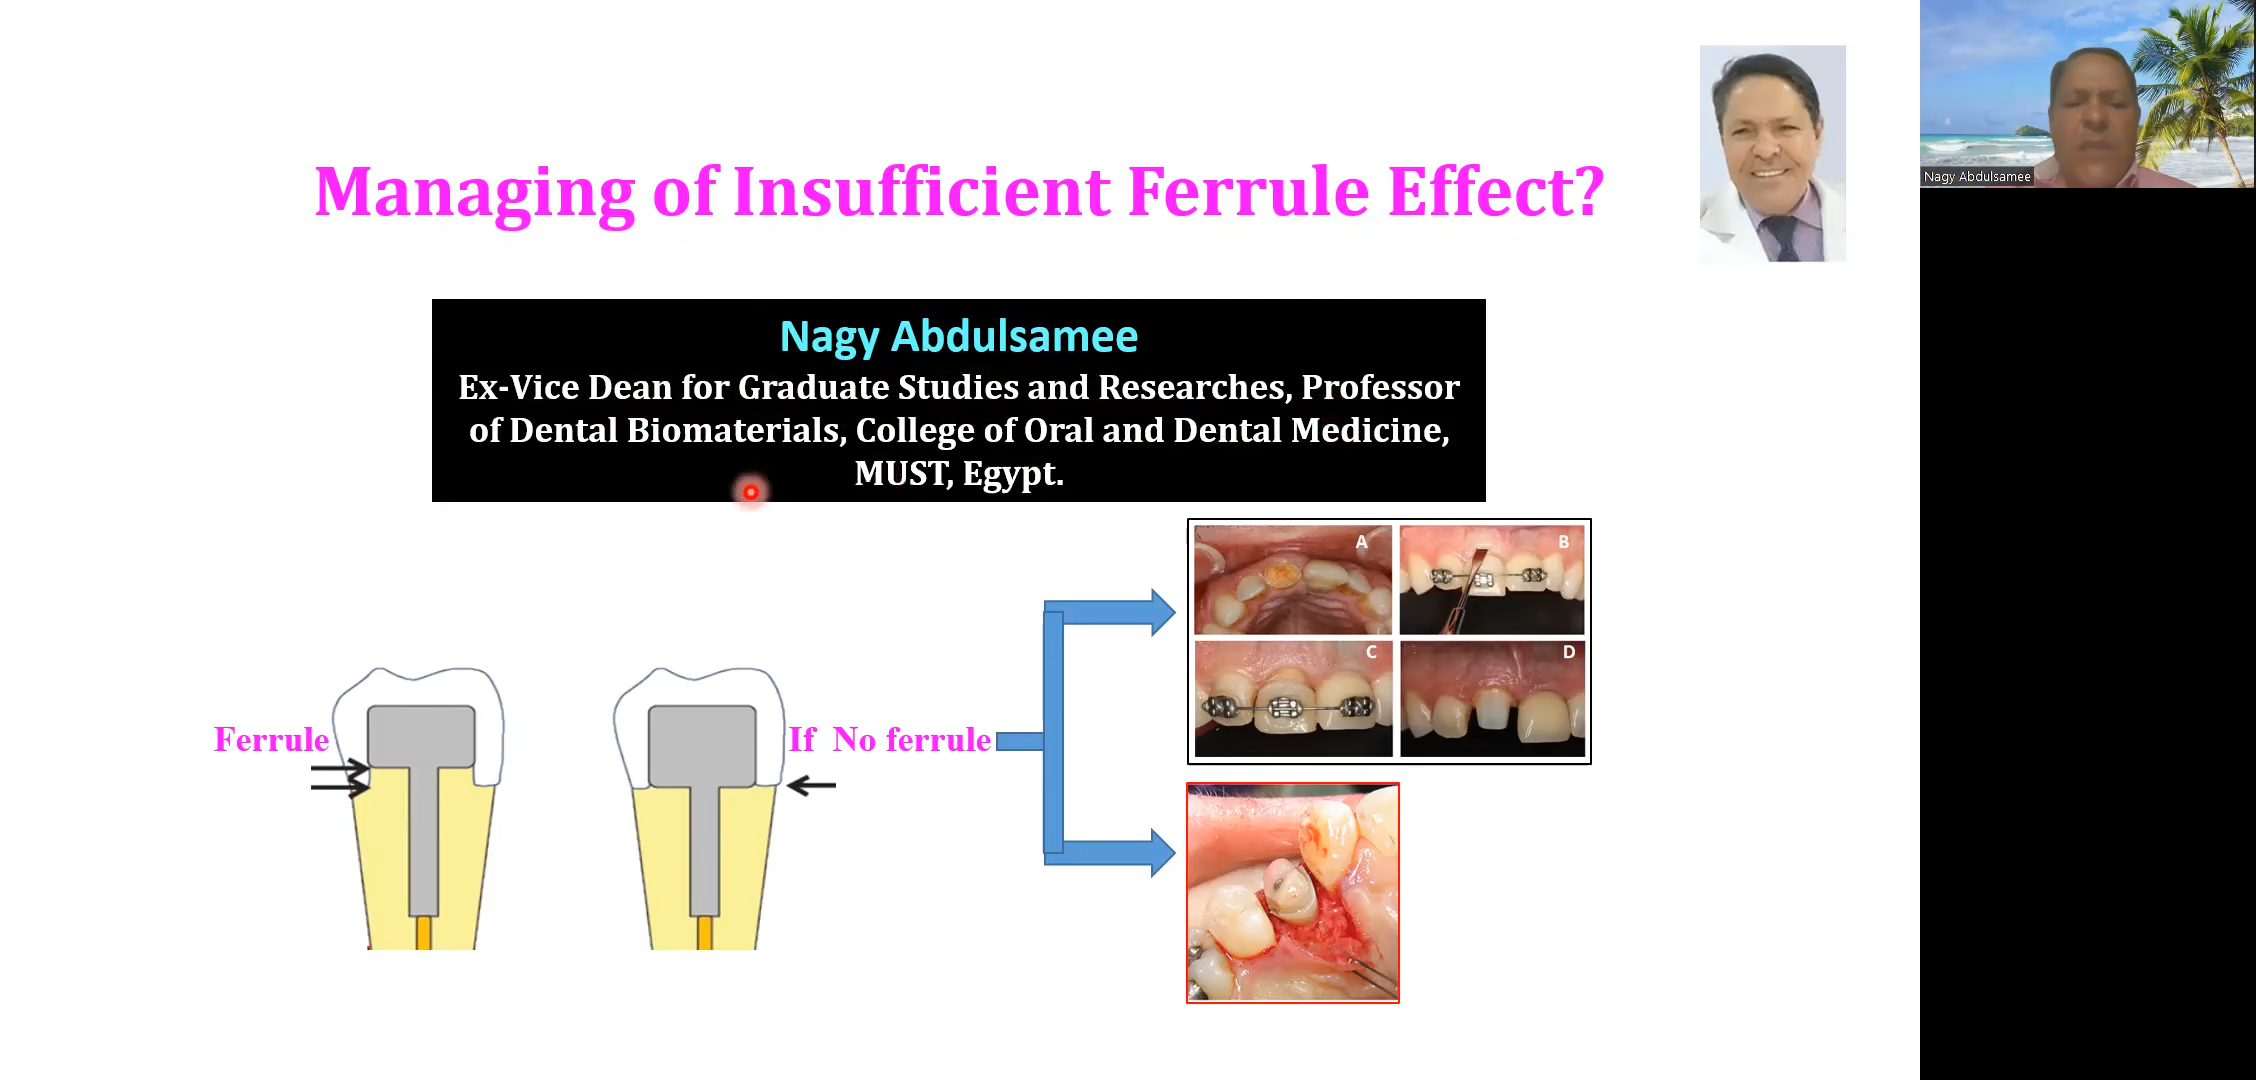 Managing of Insufficient Ferrule Effect?
Nagy Abdulsamee
Nagy Abdulsamee
Ex-Vice Dean for Graduate Studies and Researches, Professor
of Dental Biomaterials, College of Oral and Dental Medicine,
MUST, Egypt.
A
B
C
D
Ferrule
If No ferrule